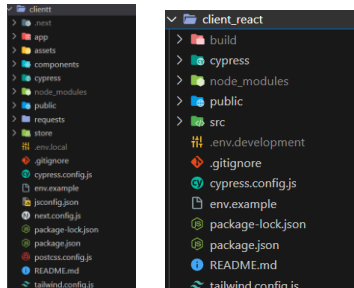 clientt
.next
app
assets
components
cypress
node_modules
public
requests
store
.env.local
.gitignore
cypress.config.js
env.example
jsconfig.json
next.config.js
package-lock.json
package.json
postcss.config.js
README.md
tailwind.config.js
client_react
build
cypress
node_modules
public
src
.env.development
.gitignore
cypress.config.js
env.example
package-lock.json
package.json
README.md
tailwind.config.js